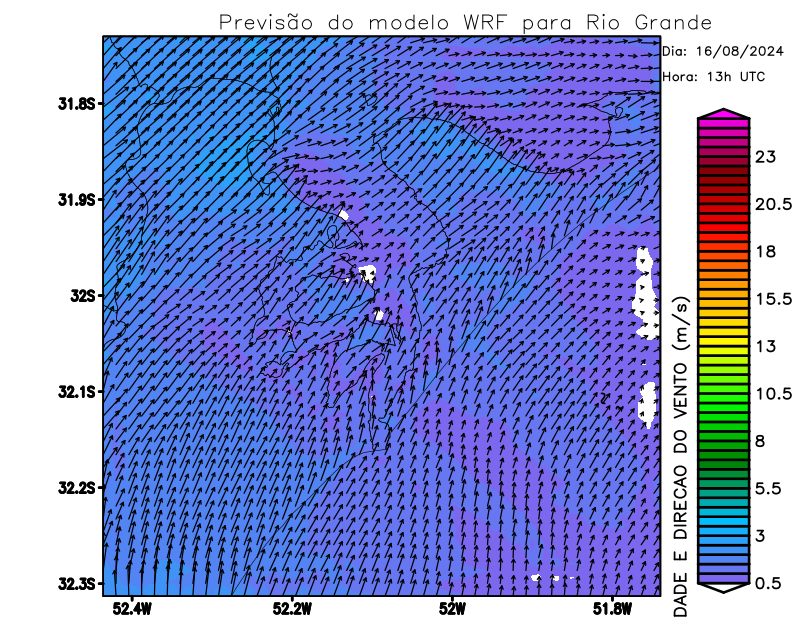 Previsão do modelo WRF para Rio Grande
Dia: 16/08/2024
Hora: 13h UTC
31.8S
31.9S
32S
32.1S
32.2S
32.3S
52.4W
52.2W
52W
51.8W
23
20.5
18
15.5
13
10.5
8
5.5
3
0.5
DADE E DIRECAO DO VENTO (m/s)